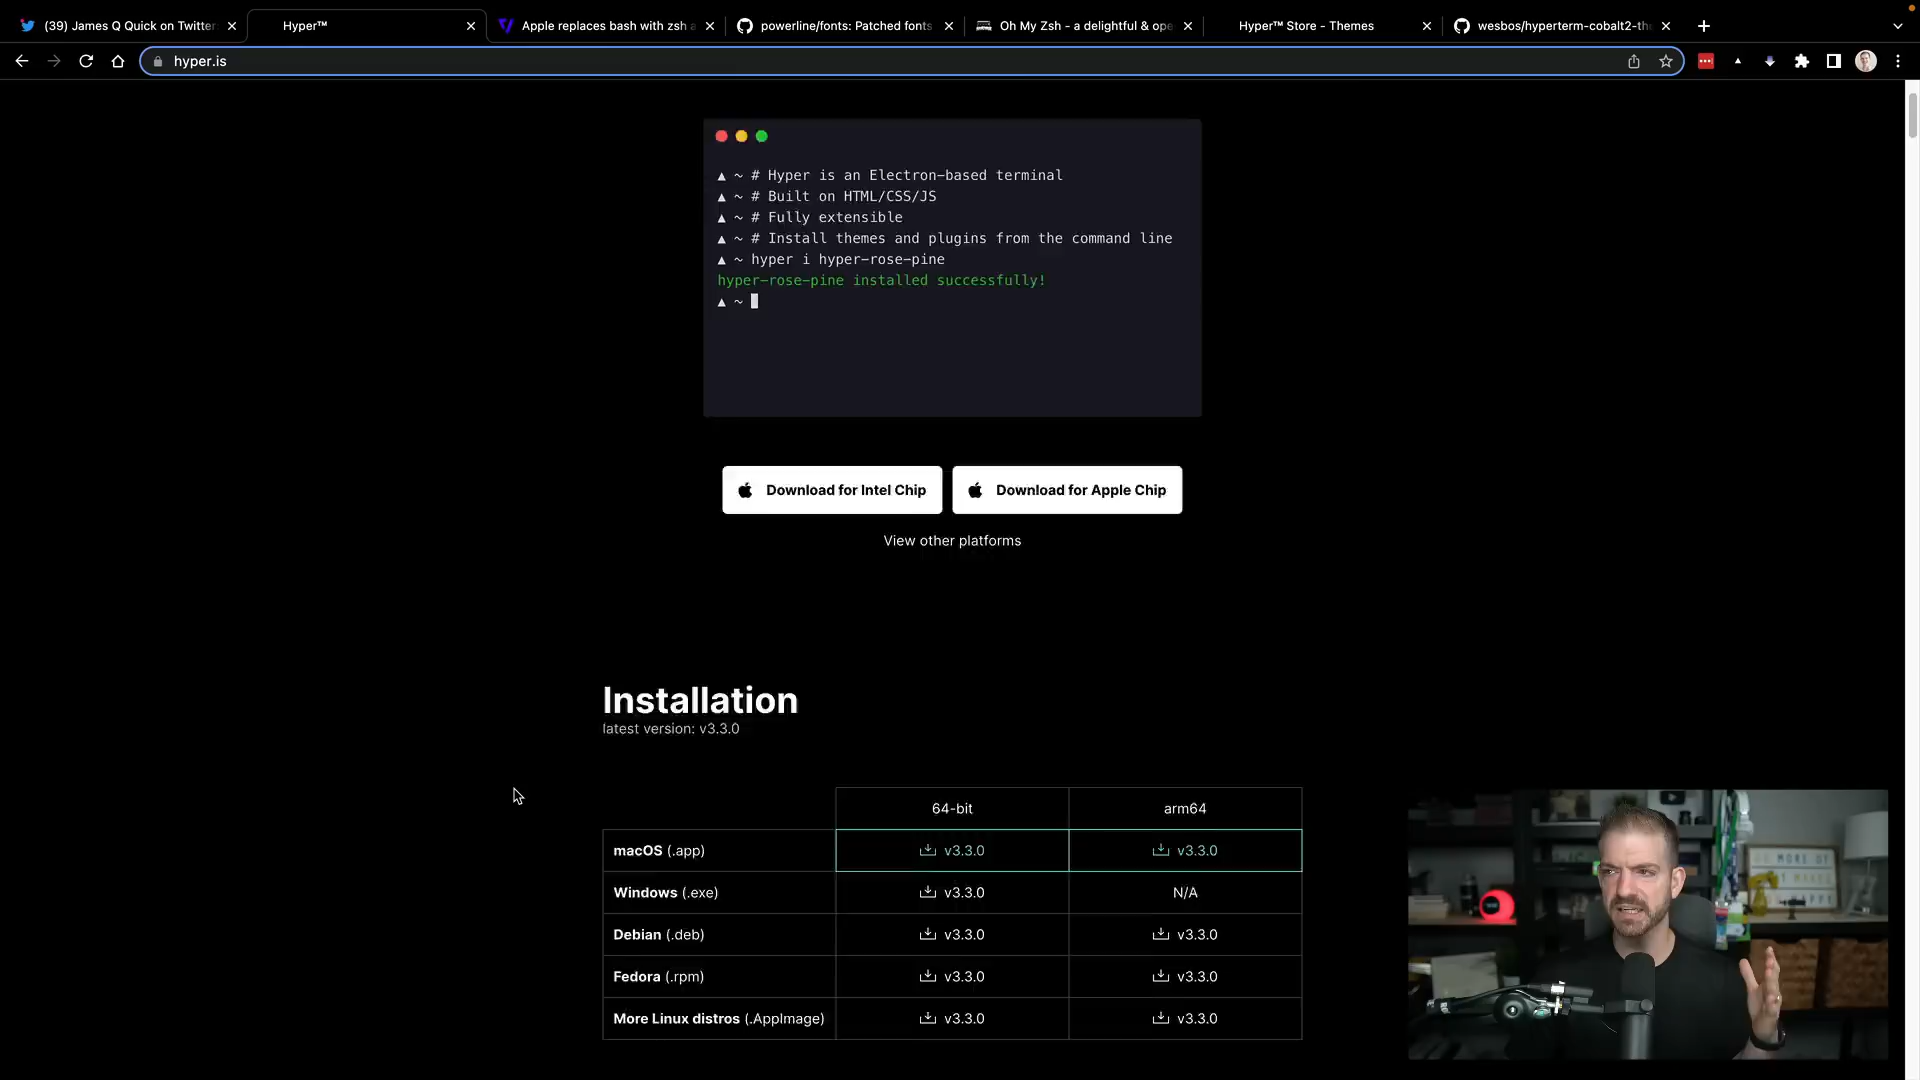 (39) James Q Quick on Twitter
Hyper™
Apple replaces bash with zsh a
powerline/fonts: Patched fonts
Oh My Zsh - a delightful & ope
Hyper™ Store - Themes
wesbos/hyperterm-cobalt2-the
hyper.is
▲ ~ # Hyper is an Electron-based terminal
▲ ~ # Built on HTML/CSS/JS
▲ ~ # Fully extensible
▲ ~ # Install themes and plugins from the command line
▲ ~ hyper i hyper-rose-pine
hyper-rose-pine installed successfully!
▲ ~
Download for Intel Chip
Download for Apple Chip
View other platforms
Installation
latest version: v3.3.0
64-bit arm64
macOS (.app) v3.3.0 v3.3.0
Windows (.exe) v3.3.0 N/A
Debian (.deb) v3.3.0 v3.3.0
Fedora (.rpm) v3.3.0 v3.3.0
More Linux distros (.AppImage) v3.3.0 v3.3.0